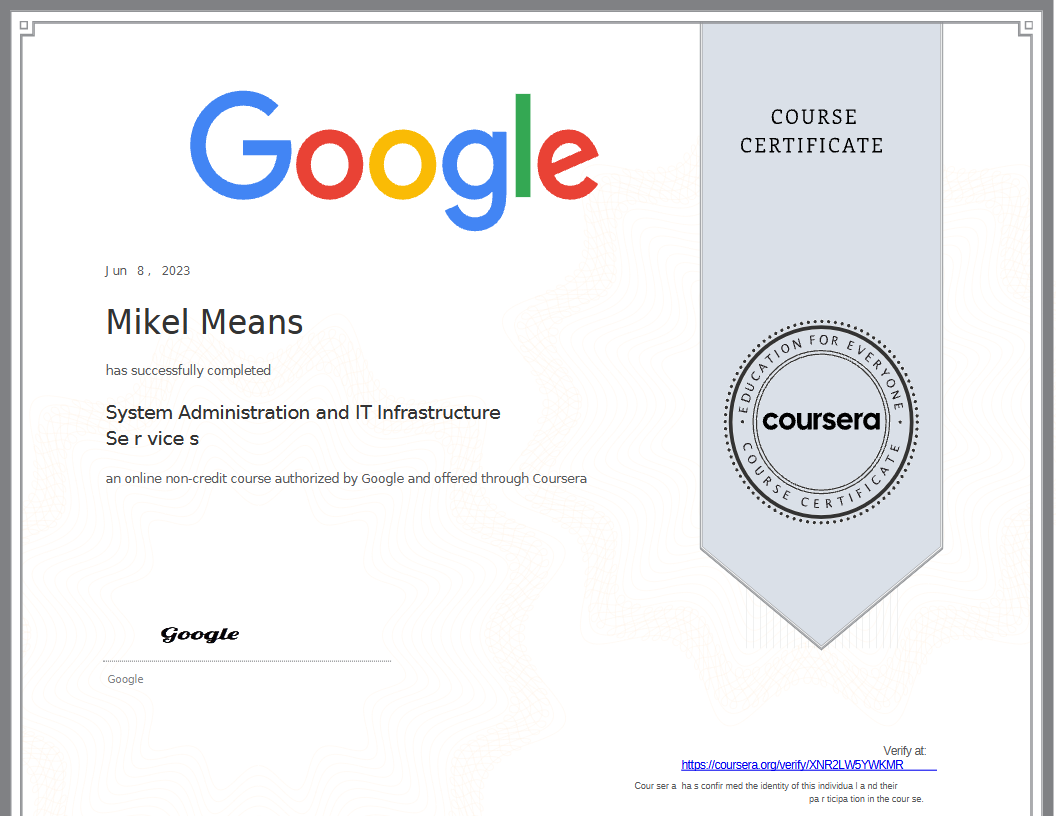 Google
COURSE
CERTIFICATE
Jun 8, 2023
Mikel Means
has successfully completed
System Administration and IT Infrastructure
Se r vice s
an online non-credit course authorized by Google and offered through Coursera
EDUCATION FOR EVERYONE
coursera
COURSE CERTIFICATE
Google
Google
Verify at:
https://coursera.org/verify/XNR2LW5YWKMR
Cour ser a ha s confir med the identity of this individua l a nd their
pa r ticipa tion in the cour se.